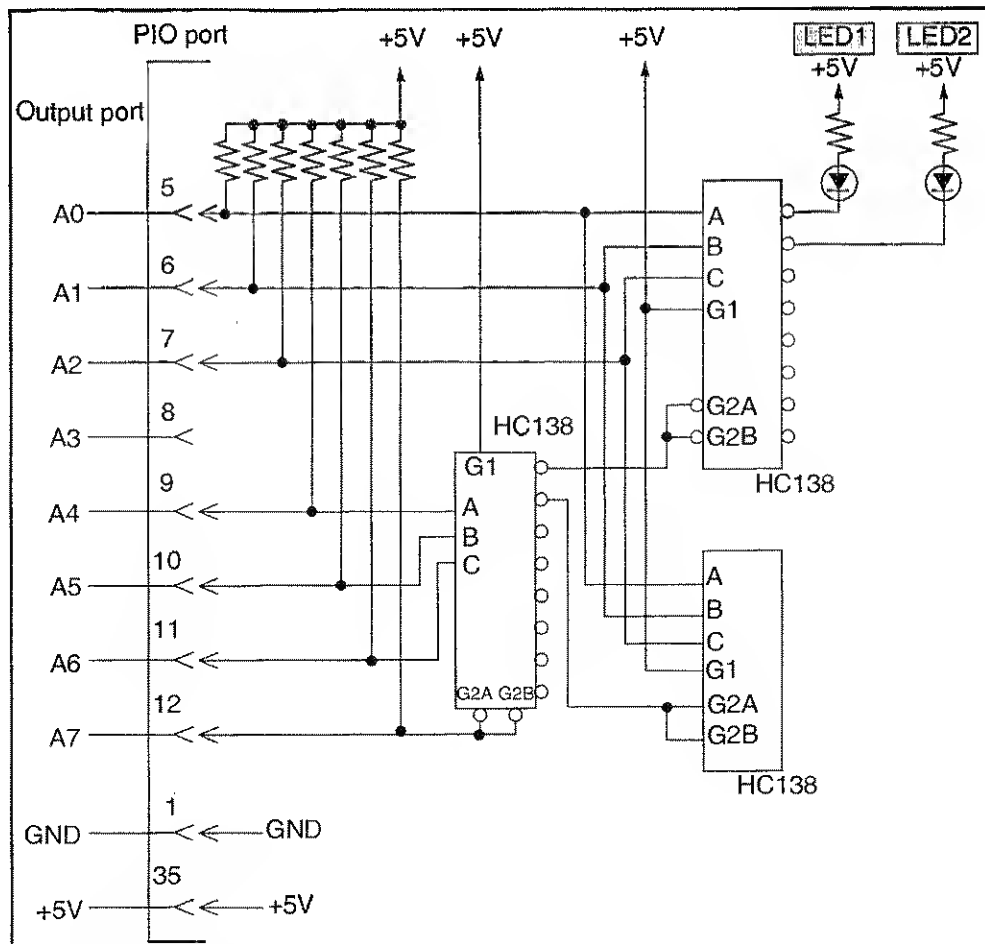 PIO port
+5V +5V +5V
LED1 LED2
+5V +5V
Output port
5
A0
6
A1
7
A2
8
A3
9
A4
10
A5
11
A6
12
A7
1
GND GND
35
+5V +5V
HC138
G1
A
B
C
G2A G2B
A
B
C
G1
G2A
G2B
HC138
A
B
C
G1
G2A
G2B
HC138